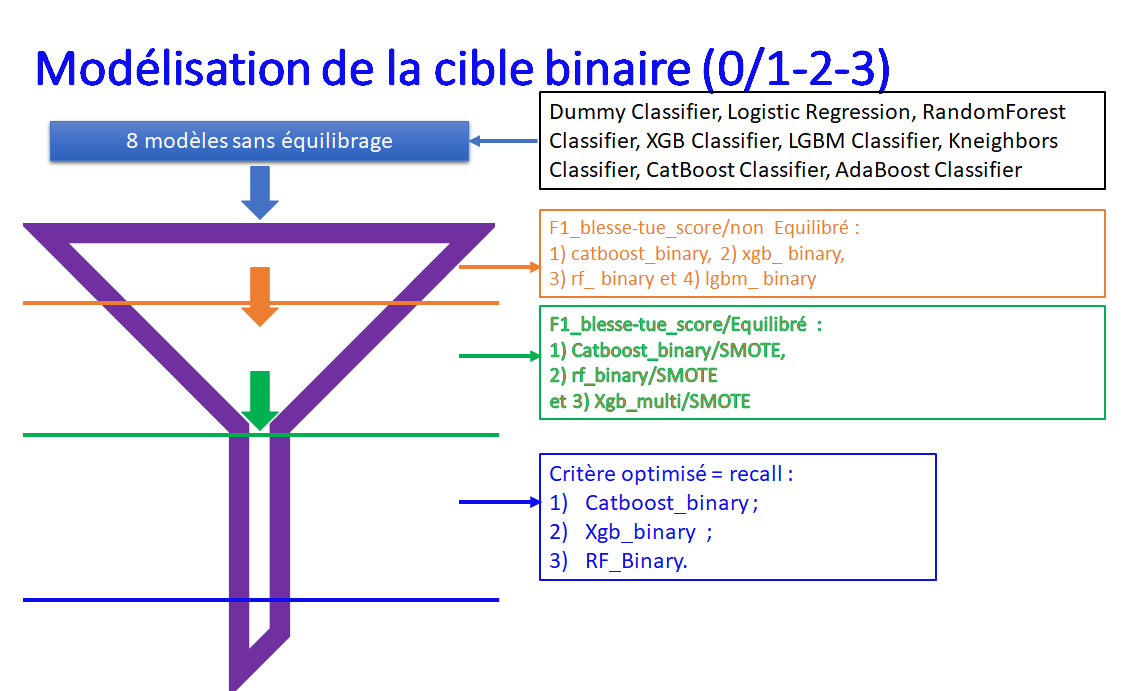 Modélisation de la cible binaire (0/1-2-3)
8 modèles sans équilibrage
Dummy Classifier, Logistic Regression, RandomForest
Classifier, XGB Classifier, LGBM Classifier, Kneighbors
Classifier, CatBoost Classifier, AdaBoost Classifier
F1_blesse-tue_score/non Equilibré :
1) catboost_binary, 2) xgb_ binary,
3) rf_ binary et 4) lgbm_ binary
F1_blesse-tue_score/Equilibré :
1) Catboost_binary/SMOTE,
2) rf_binary/SMOTE
et 3) Xgb_multi/SMOTE
Critère optimisé = recall :
1) Catboost_binary ;
2) Xgb_binary ;
3) RF_Binary.